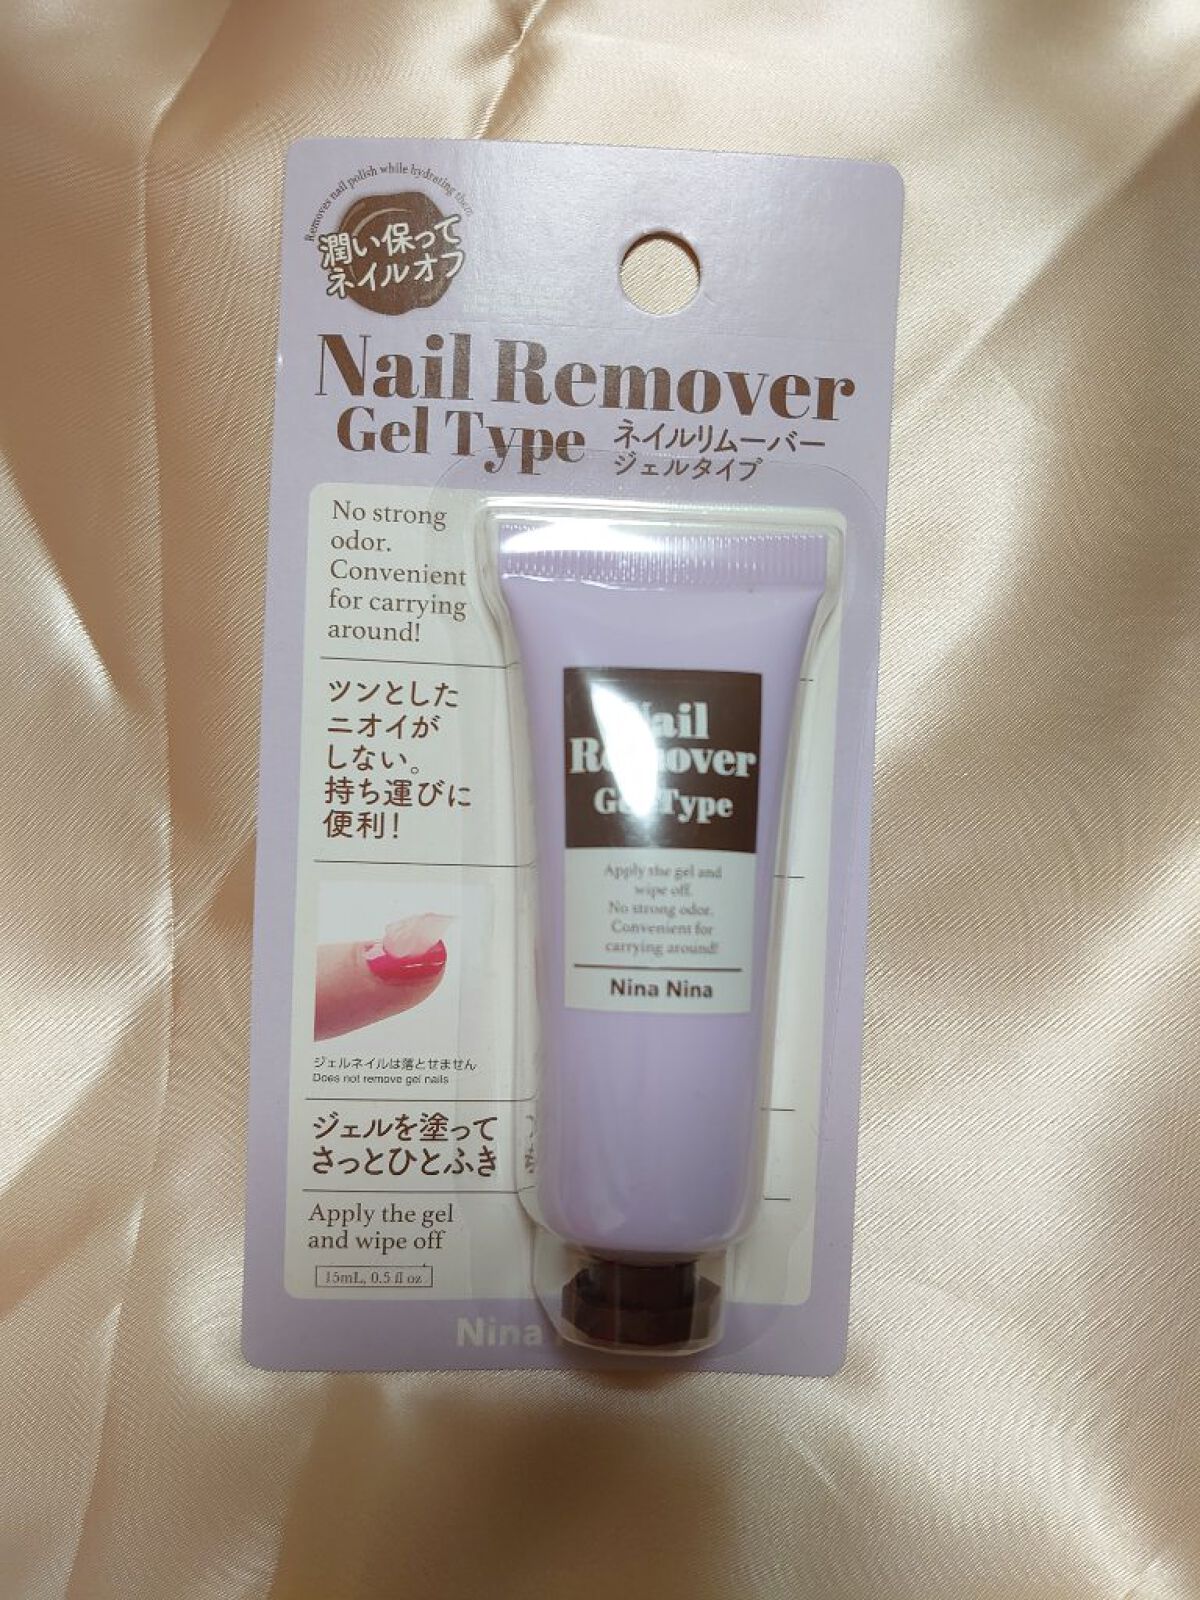 Removes nail polish while hydrating them
潤い保って
ネイルオフ
Nail Remover
Gel Type
ネイルリムーバー
ジェルタイプ
No strong
odor.
Convenient
for carrying
around!
ツンとした
ニオイが
しない。
持ち運びに
便利!
ジェルネイルは落とせません
Does not remove gel nails
ジェルを塗って
さっとひとふき
Apply the gel
and wipe off
15mL, 0.5 fl oz
Nina
Nail
Remover
Gel Type
Apply the gel and
wipe off.
No strong odor.
Convenient for
carrying around!
Nina Nina